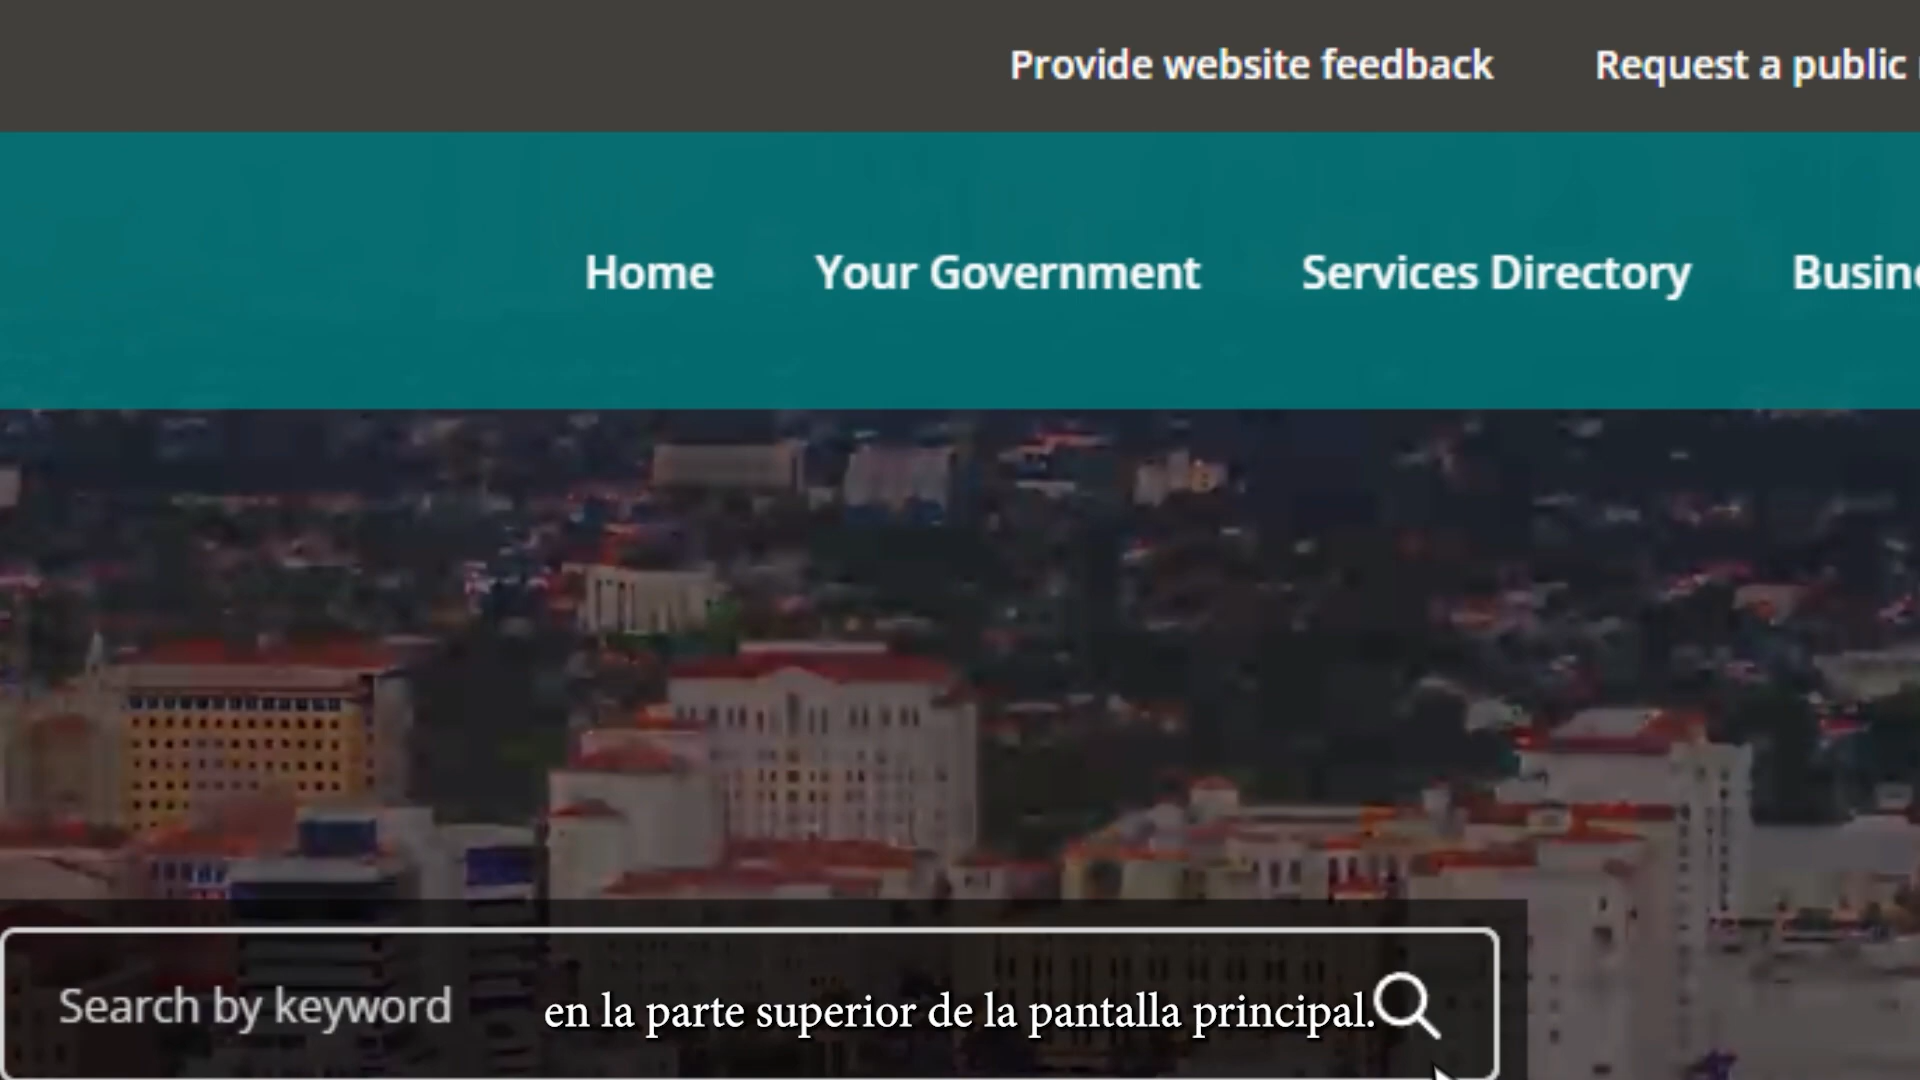 Provide website feedback Request a public
Home Your Government Services Directory Busin
Search by keyword
en la parte superior de la pantalla principal.